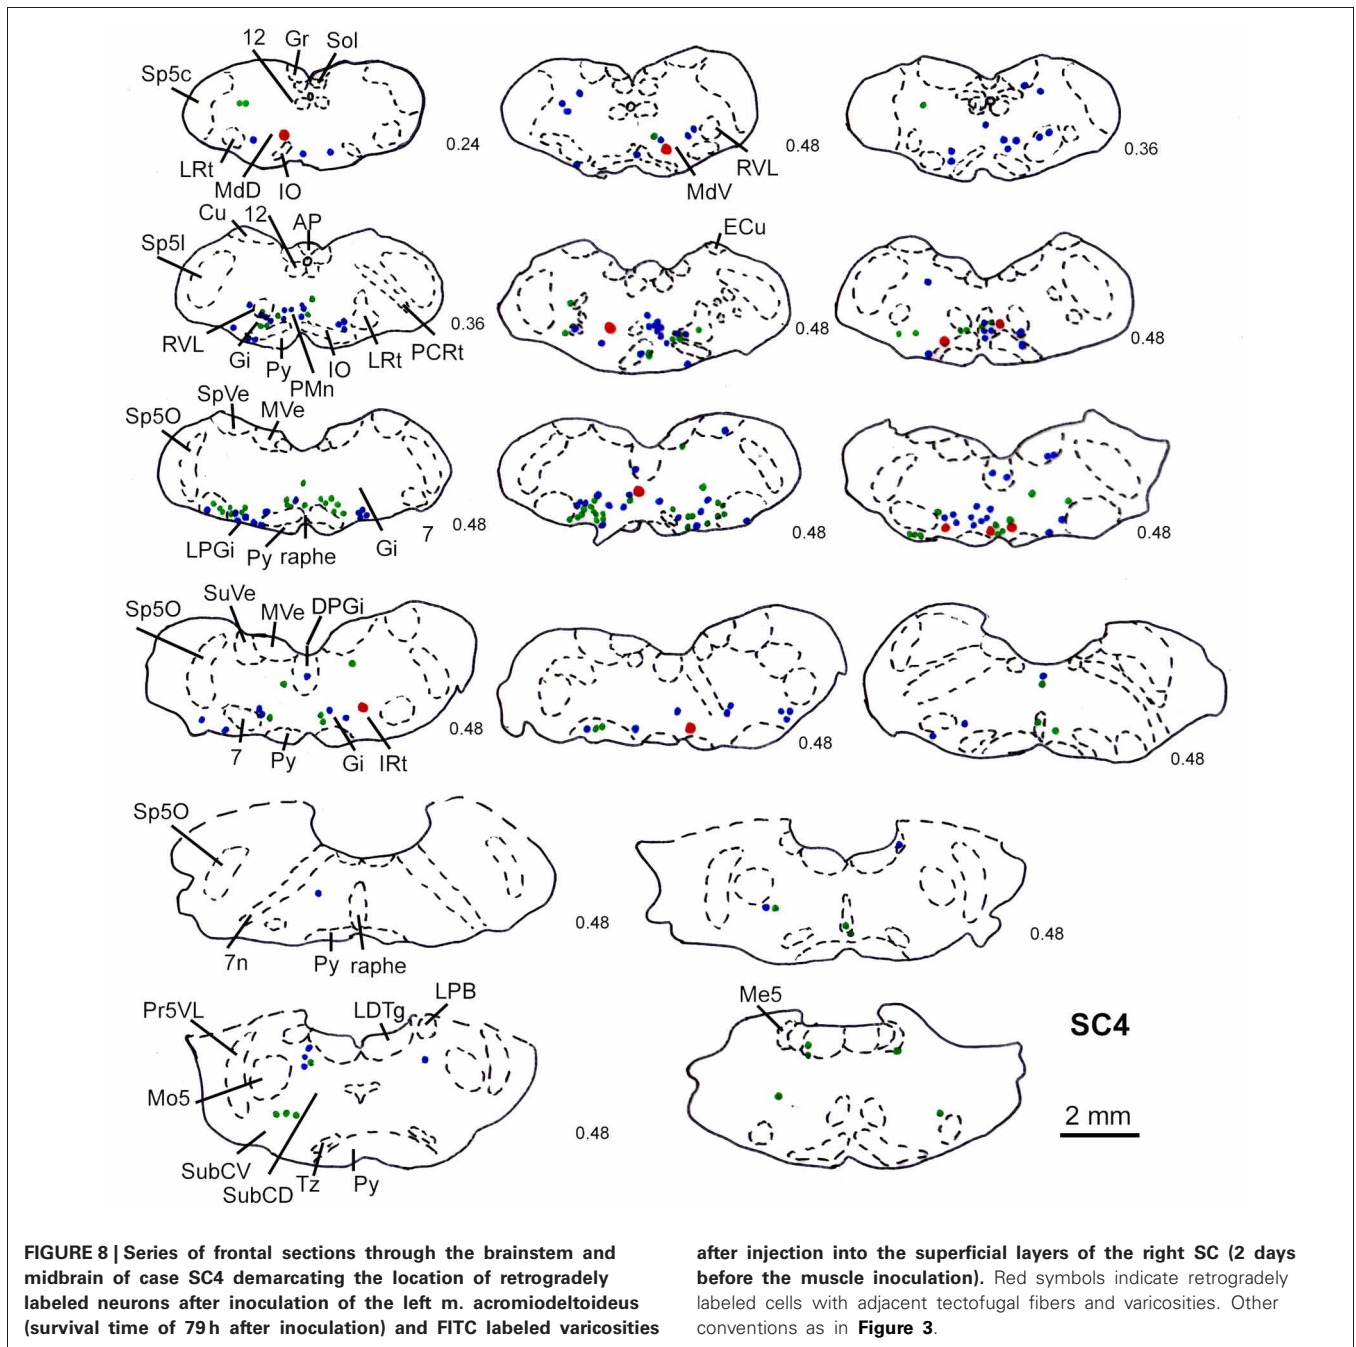 12 Gr Sol
Sp5c
0.24
LRt
MdD IO
0.48
RVL
MdV
0.36
Cu 12 AP
Sp5I
RVL
Gi Py PMn IO LRt PCRt
0.36
ECu
0.48
0.48
SpVe
Sp5O MVe
LPGi Py raphe Gi 7 0.48
0.48
0.48
SuVe
Sp5O MVe DPGi
0.48
7 Py Gi IRt
0.48
0.48
Sp5O
0.48
7n Py raphe
0.48
LPB
Pr5VL LDTg
Mo5
0.48
SubCV
SubCD Tz Py
Me5
SC4
2 mm
FIGURE 8 | Series of frontal sections through the brainstem and
midbrain of case SC4 demarcating the location of retrogradely
labeled neurons after inoculation of the left m. acromiodeltoideus
(survival time of 79 h after inoculation) and FITC labeled varicosities
after injection into the superficial layers of the right SC (2 days
before the muscle inoculation). Red symbols indicate retrogradely
labeled cells with adjacent tectofugal fibers and varicosities. Other
conventions as in Figure 3.